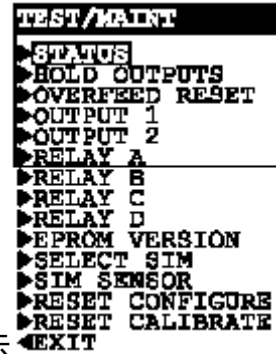 TEST/MAINT
STATUS
HOLD OUTPUTS
OVERFEED RESET
OUTPUT 1
OUTPUT 2
RELAY A
RELAY B
RELAY C
RELAY D
EPROM VERSION
SELECT SIM
SIM SENSOR
RESET CONFIGURE
RESET CALIBRATE
示 EXIT